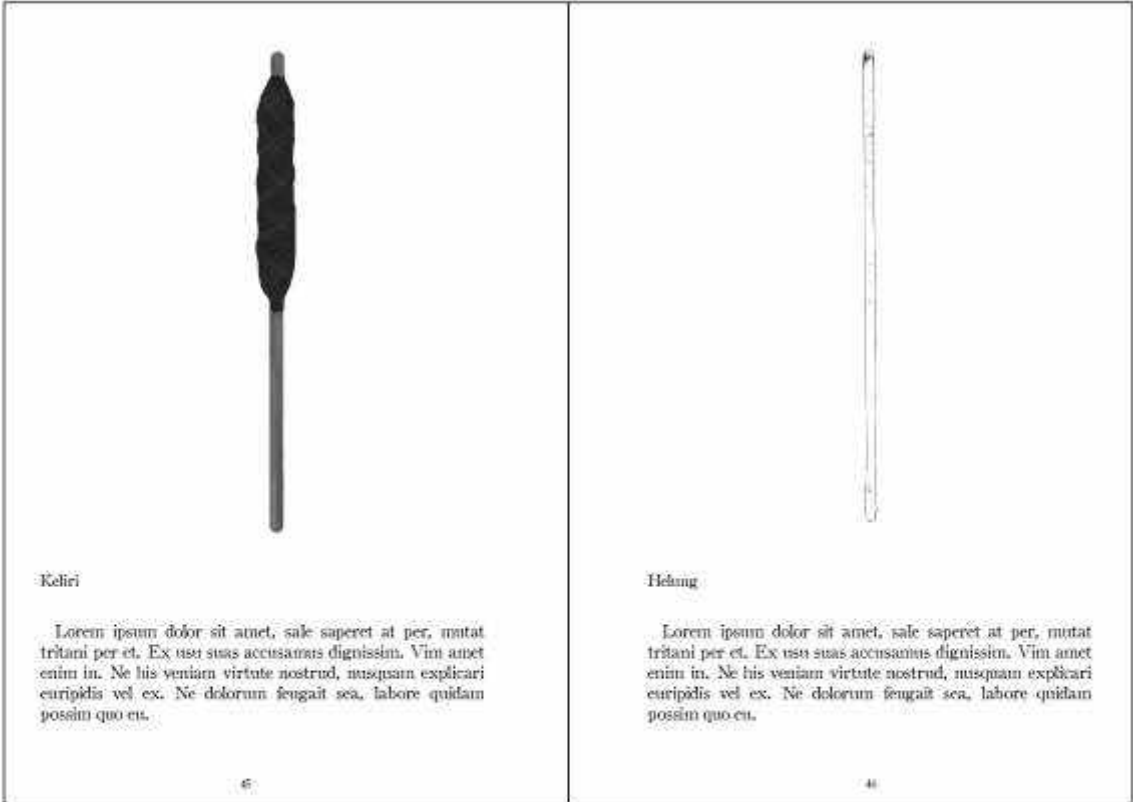 Keliri
Lorem ipsum dolor sit amet, sale saperet at per, mutat
tritani per et. Ex usu suas accusamus dignissim. Vim amet
enim in. Ne his veniam virtute nostrud, nusquam explicari
euripidis vel ex. Ne dolorum feugait sea, labore quidam
possim quo eu.
45
Helung
Lorem ipsum dolor sit amet, sale saperet at per, mutat
tritani per et. Ex usu suas accusamus dignissim. Vim amet
enim in. Ne his veniam virtute nostrud, nusquam explicari
euripidis vel ex. Ne dolorum feugait sea, labore quidam
possim quo eu.